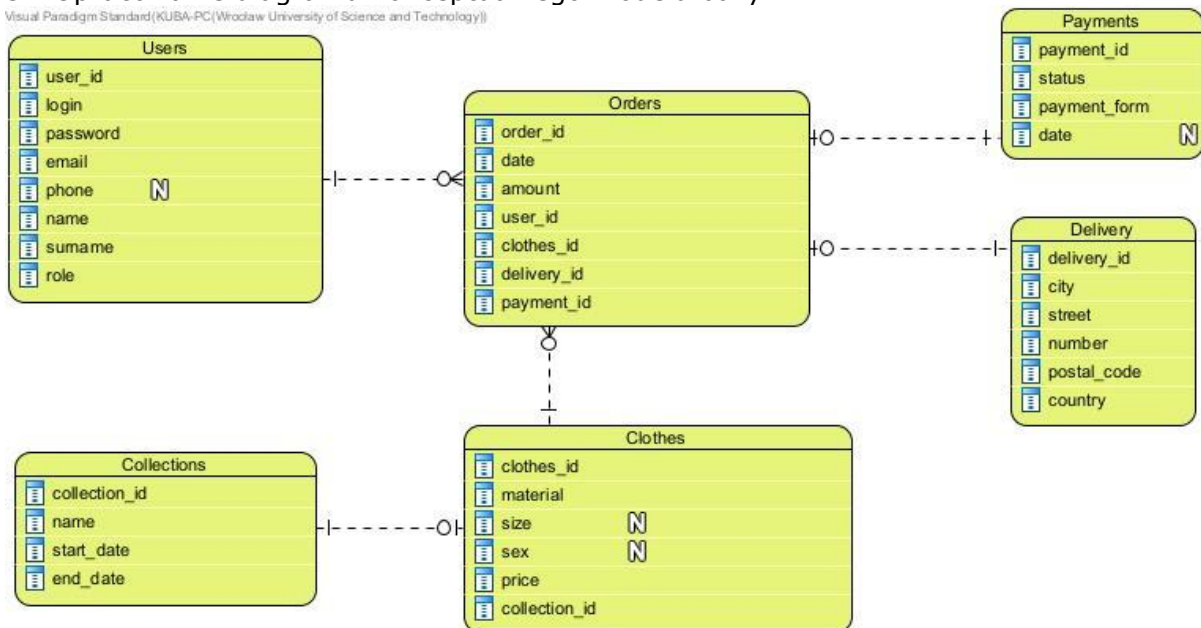 Visual Paradigm Standard(KUBA-PC(Wrocław University of Science and Technology))
Users
user_id
login
password
email
phone N
name
surname
role
Orders
order_id
date
amount
user_id
clothes_id
delivery_id
payment_id
Payments
payment_id
status
payment_form
date N
Delivery
delivery_id
city
street
number
postal_code
country
Collections
collection_id
name
start_date
end_date
Clothes
clothes_id
material
size N
sex N
price
collection_id